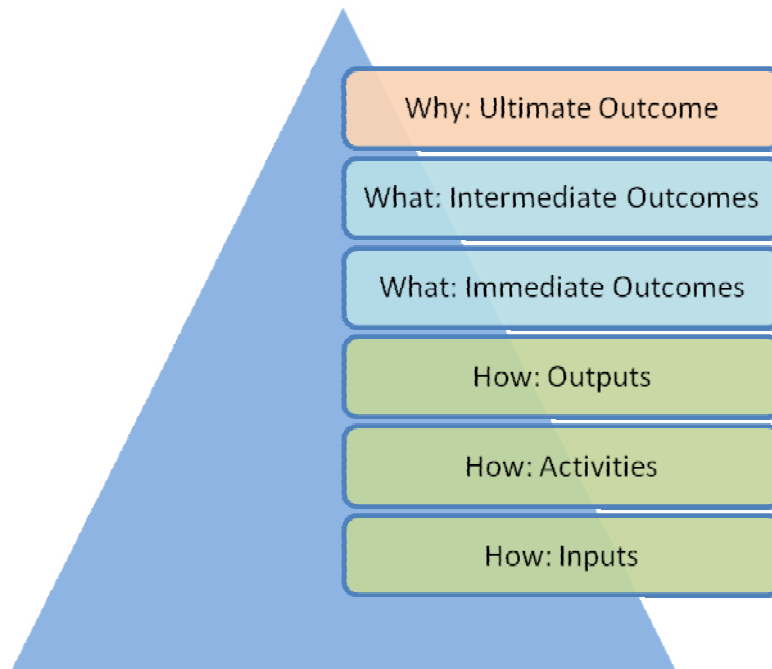 Why: Ultimate Outcome
What: Intermediate Outcomes
What: Immediate Outcomes
How: Outputs
How: Activities
How: Inputs